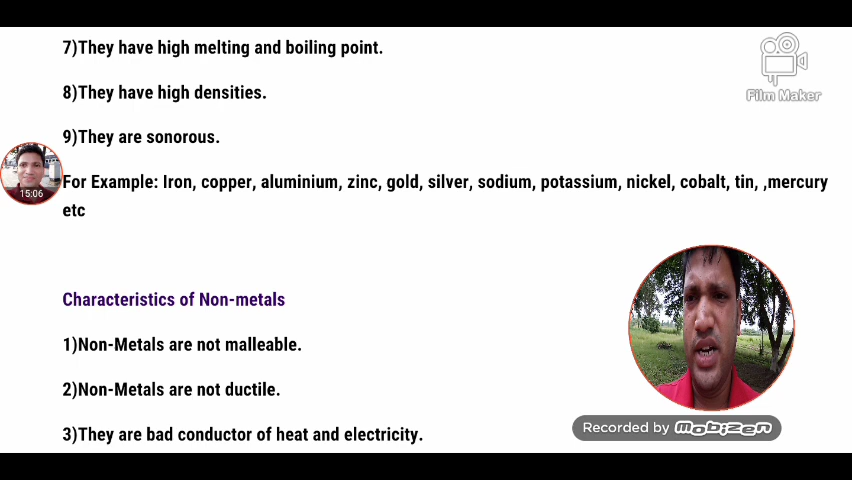 7)They have high melting and boiling point.
8)They have high densities.
Film Maker
9)They are sonorous.
For Example: Iron, copper, aluminium, zinc, gold, silver, sodium, potassium, nickel, cobalt, tin, ,mercury
15:06
etc
Characteristics of Non-metals
1)Non-Metals are not malleable.
2)Non-Metals are not ductile.
3)They are bad conductor of heat and electricity.
Recorded by mobizen